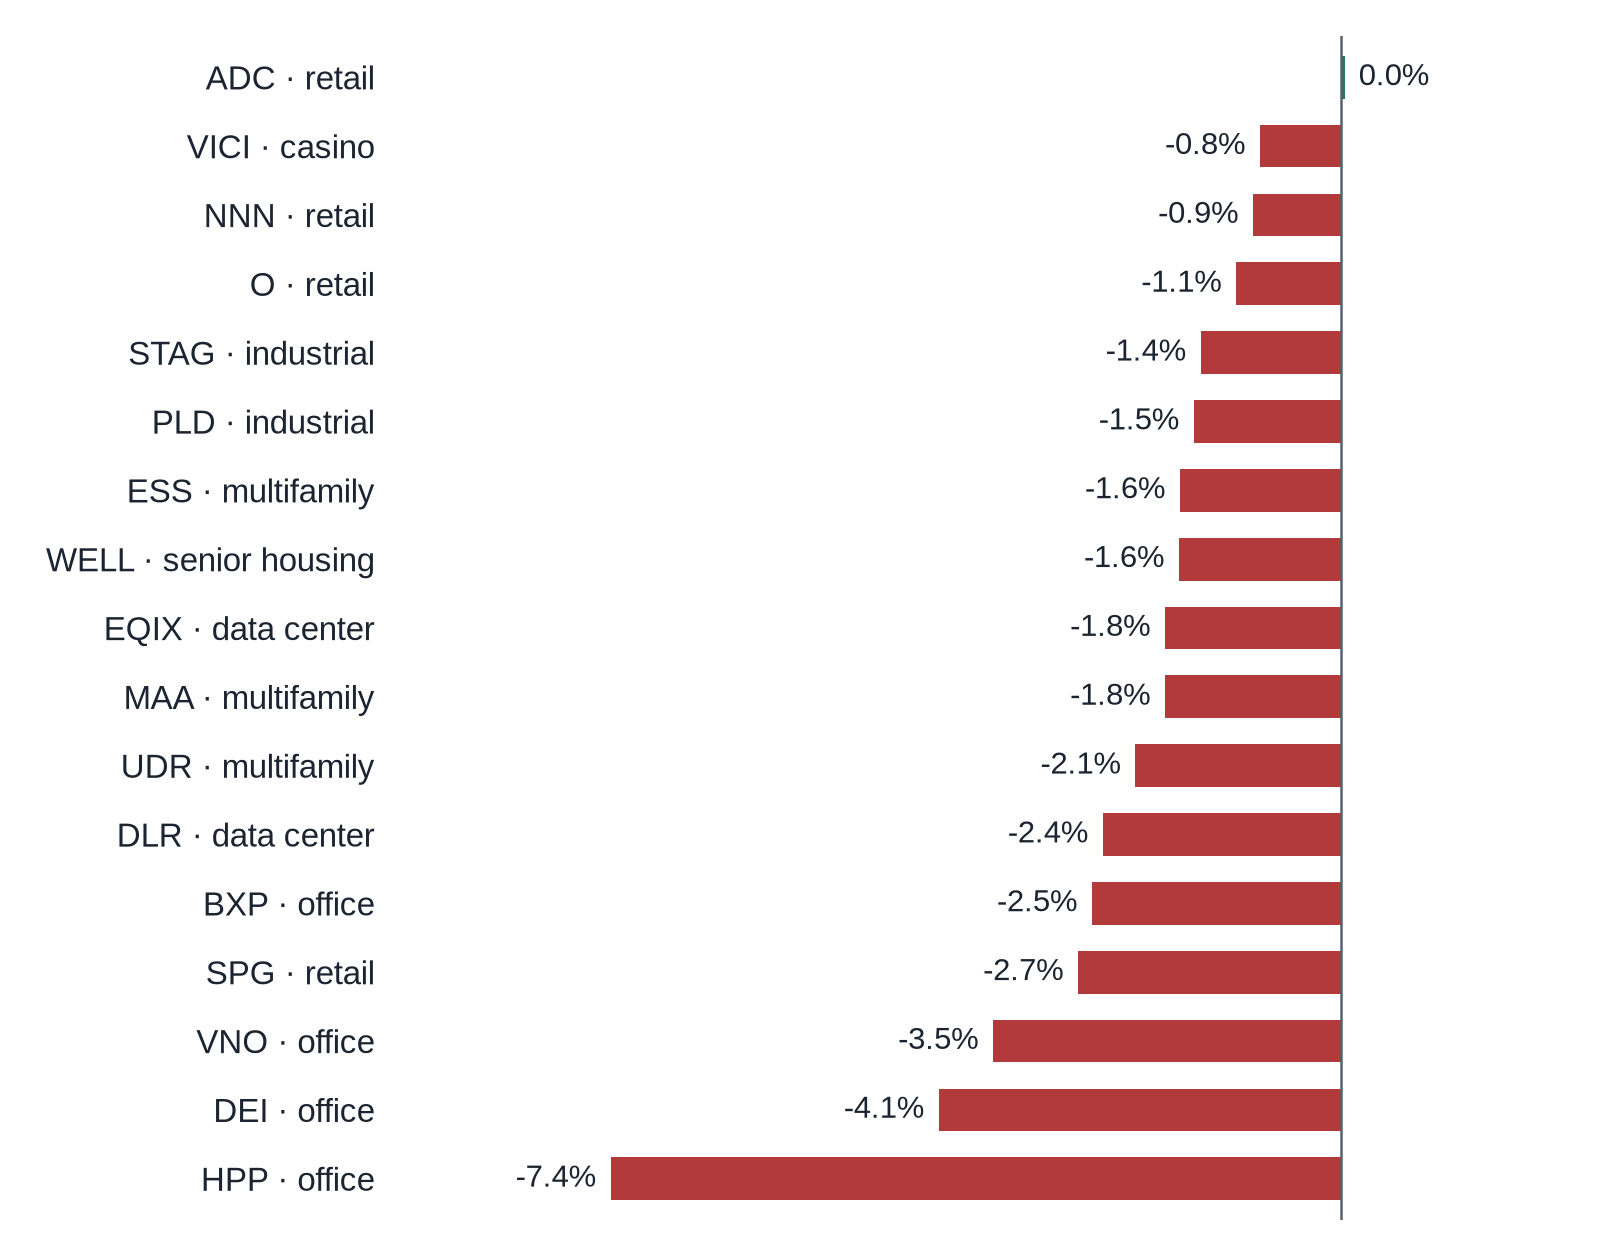 ADC · retail 0.0%
VICI · casino -0.8%
NNN · retail -0.9%
O · retail -1.1%
STAG · industrial -1.4%
PLD · industrial -1.5%
ESS · multifamily -1.6%
WELL · senior housing -1.6%
EQIX · data center -1.8%
MAA · multifamily -1.8%
UDR · multifamily -2.1%
DLR · data center -2.4%
BXP · office -2.5%
SPG · retail -2.7%
VNO · office -3.5%
DEI · office -4.1%
HPP · office -7.4%